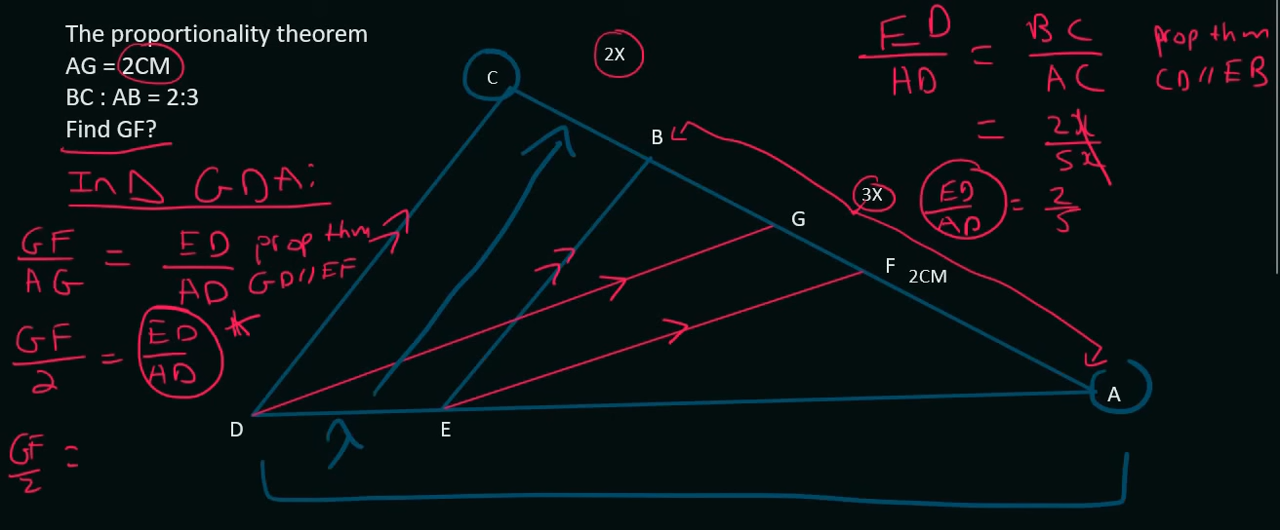 The proportionality theorem
AG = 2CM
BC : AB = 2:3
Find GF?
In Δ GDA:
GF/AG = ED/AD prop thm GD//EF
GF/2 = ED/AD *
GF/2 =
C
2X
B
G
3X
F
2CM
A
D
E
ED/HD = BC/AC prop thm CD//EB
= 2x/5x
ED/AD = 2/5